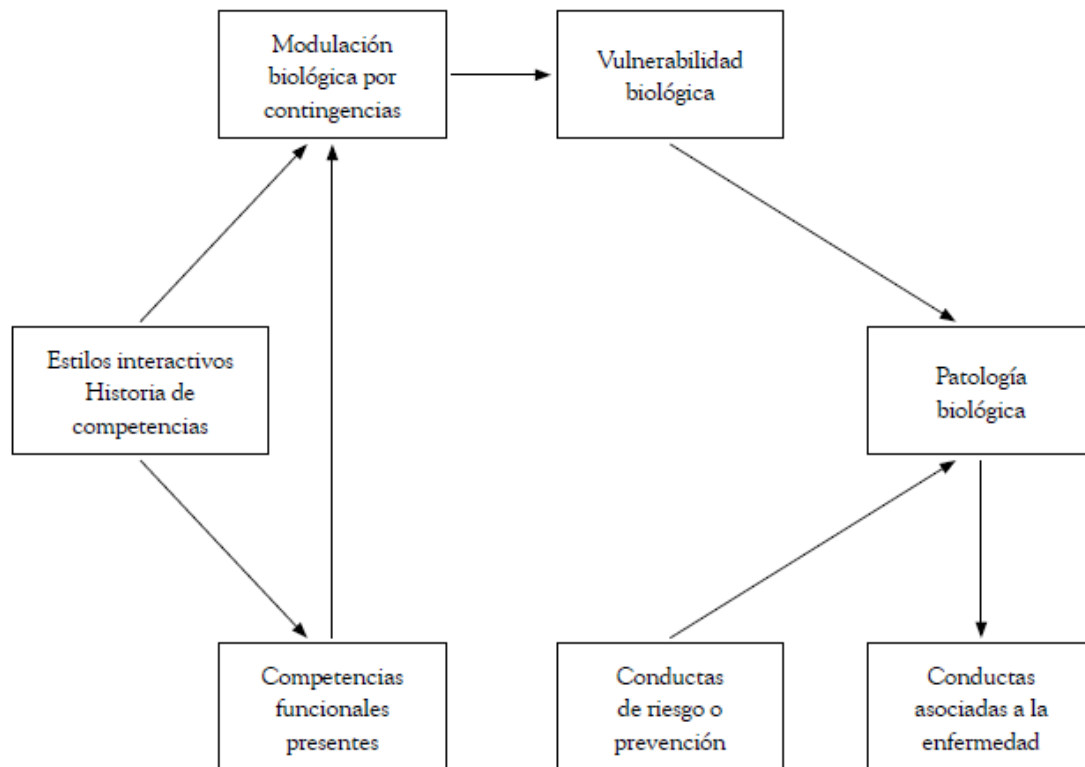 Modulación
biológica por
contingencias
Vulnerabilidad
biológica
Estilos interactivos
Historia de
competencias
Patología
biológica
Competencias
funcionales
presentes
Conductas
de riesgo o
prevención
Conductas
asociadas a la
enfermedad